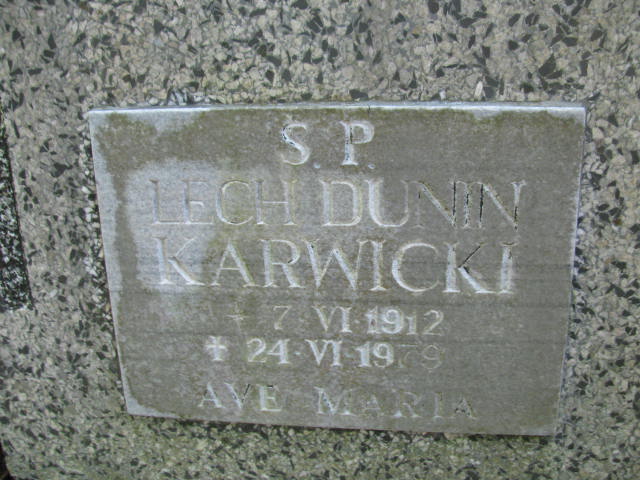 S. P.
LECH DUNIN
KARWICKI
7 · VI · 1912
✝ 24 · VI · 1979
AVE MARIA